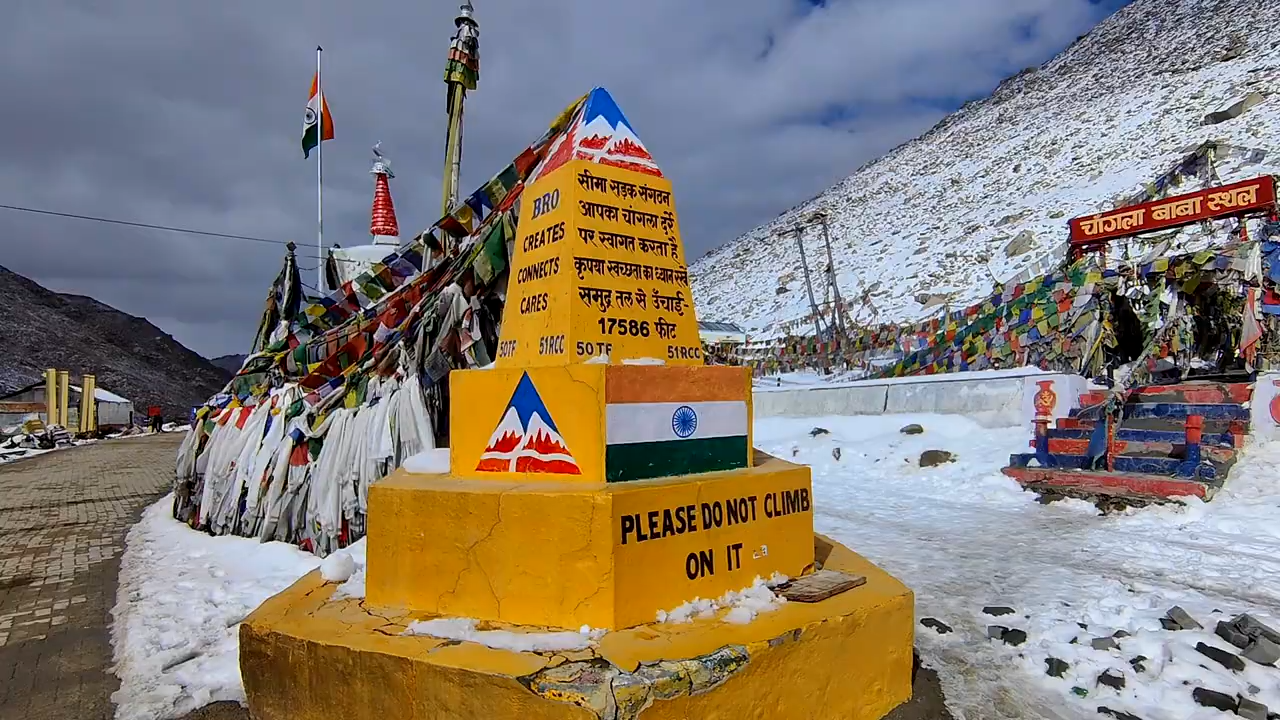 BRO
CREATES
CONNECTS
CARES
50TF 51RCC
सीमा सड़क संगठन
आपका चांगला दर्रे
पर स्वागत करता है
कृपया स्वच्छता का ध्यान रखें
समुद्र तल से ऊँचाई-
17586 फीट
50TF 51RCC
PLEASE DO NOT CLIMB
ON IT
चाँगला बाबा स्थल